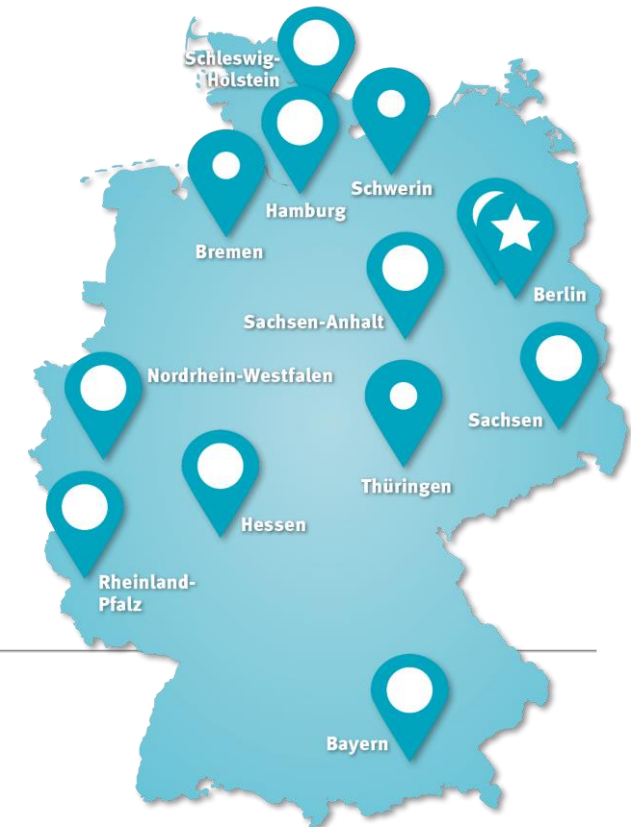 Schleswig-
Holstein
Schwerin
Hamburg
Bremen
Berlin
Sachsen-Anhalt
Nordrhein-Westfalen
Sachsen
Thüringen
Hessen
Rheinland-
Pfalz
Bayern